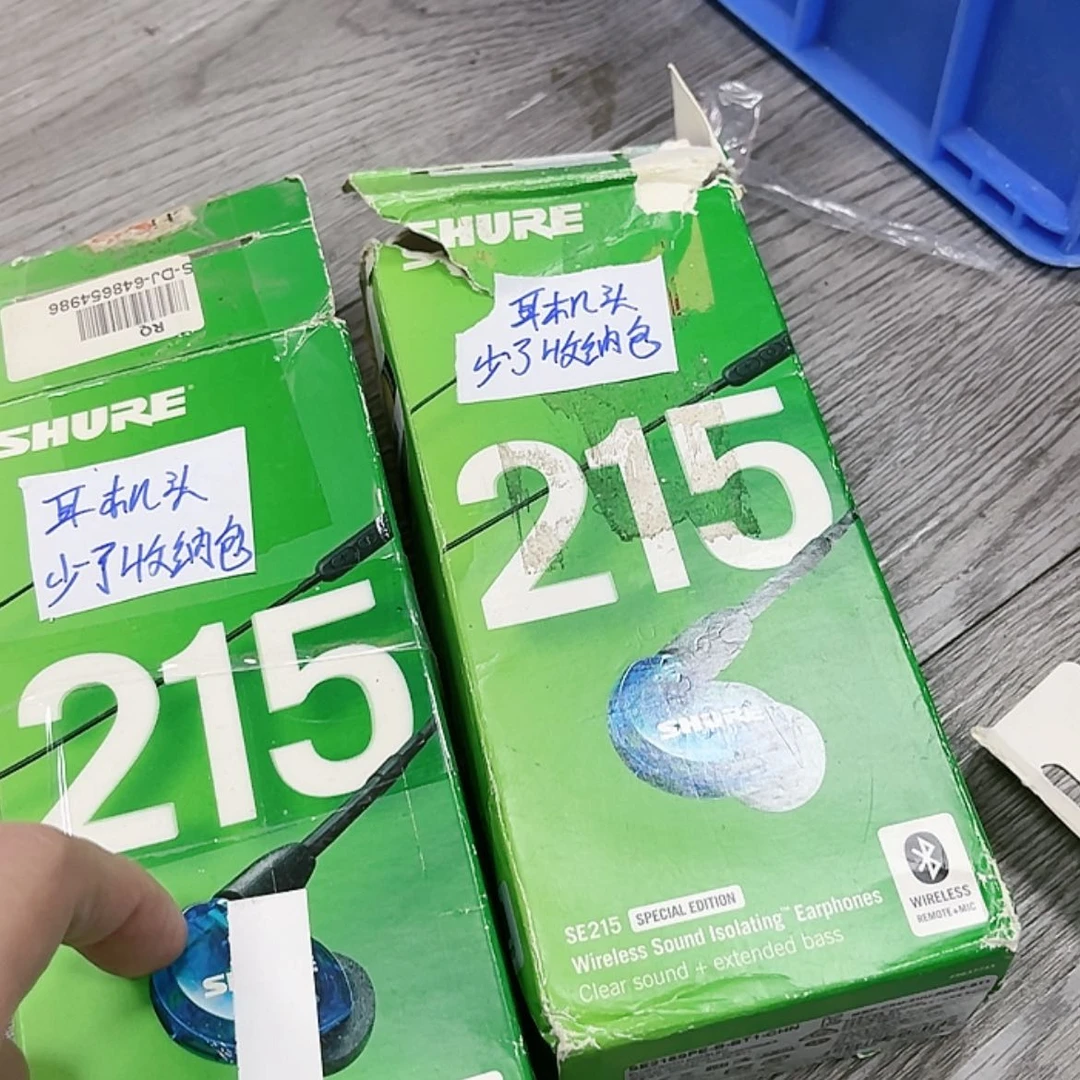 S-DJ-648654986
RQ
SHURE
耳机头
少了收纳包
215
SHURE
耳机头
少了收纳包
215
SHURE
SE215 SPECIAL EDITION
Wireless Sound Isolating™ Earphones
Clear sound + extended bass
WIRELESS
REMOTE+MIC